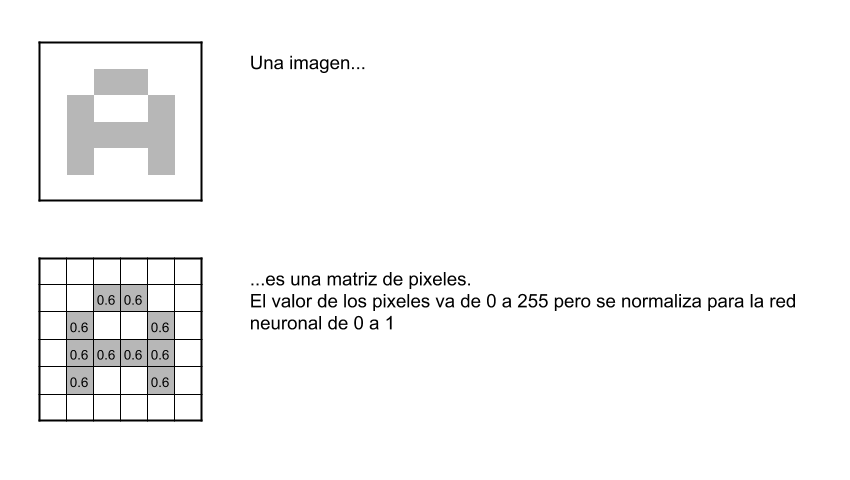 Una imagen...
...es una matriz de pixeles.
El valor de los pixeles va de 0 a 255 pero se normaliza para la red
neuronal de 0 a 1
0.6 0.6
0.6 0.6
0.6 0.6 0.6 0.6
0.6 0.6